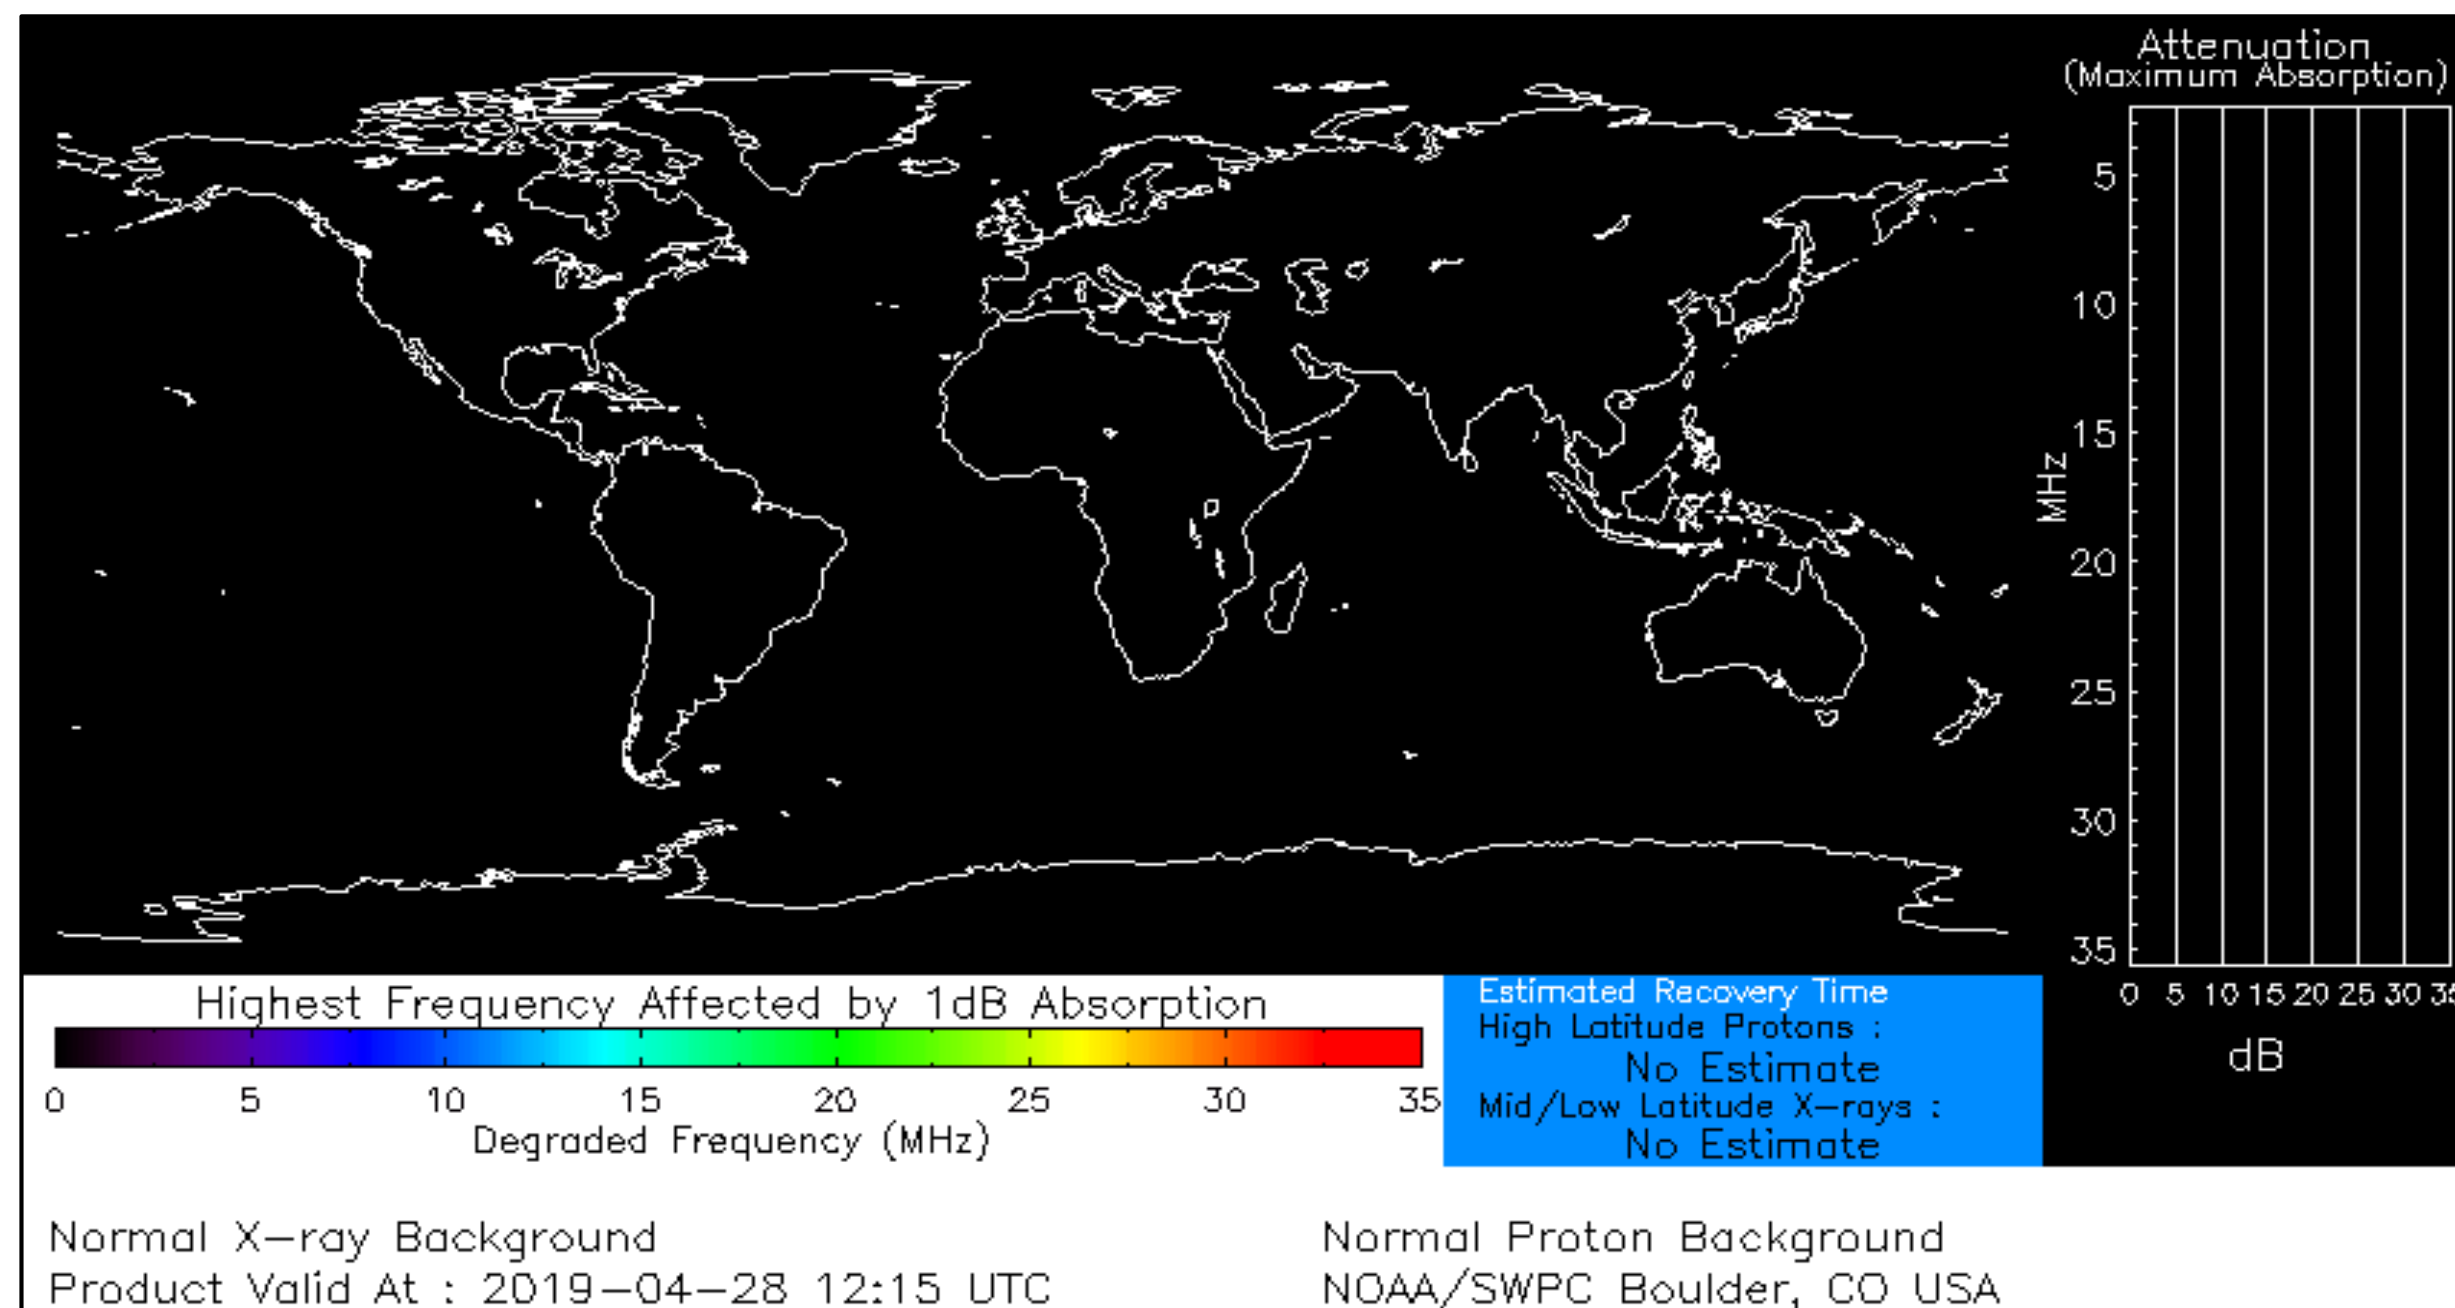 Attenuation
(Maximum Absorption)
5
10
15
20
25
30
35
MHz
0 5 10 15 20 25 30 35
dB
Highest Frequency Affected by 1dB Absorption
0 5 10 15 20 25 30 35
Degraded Frequency (MHz)
Estimated Recovery Time
High Latitude Protons :
No Estimate
Mid/Low Latitude X-rays :
No Estimate
Normal X-ray Background
Normal Proton Background
Product Valid At : 2019-04-28 12:15 UTC
NOAA/SWPC Boulder, CO USA